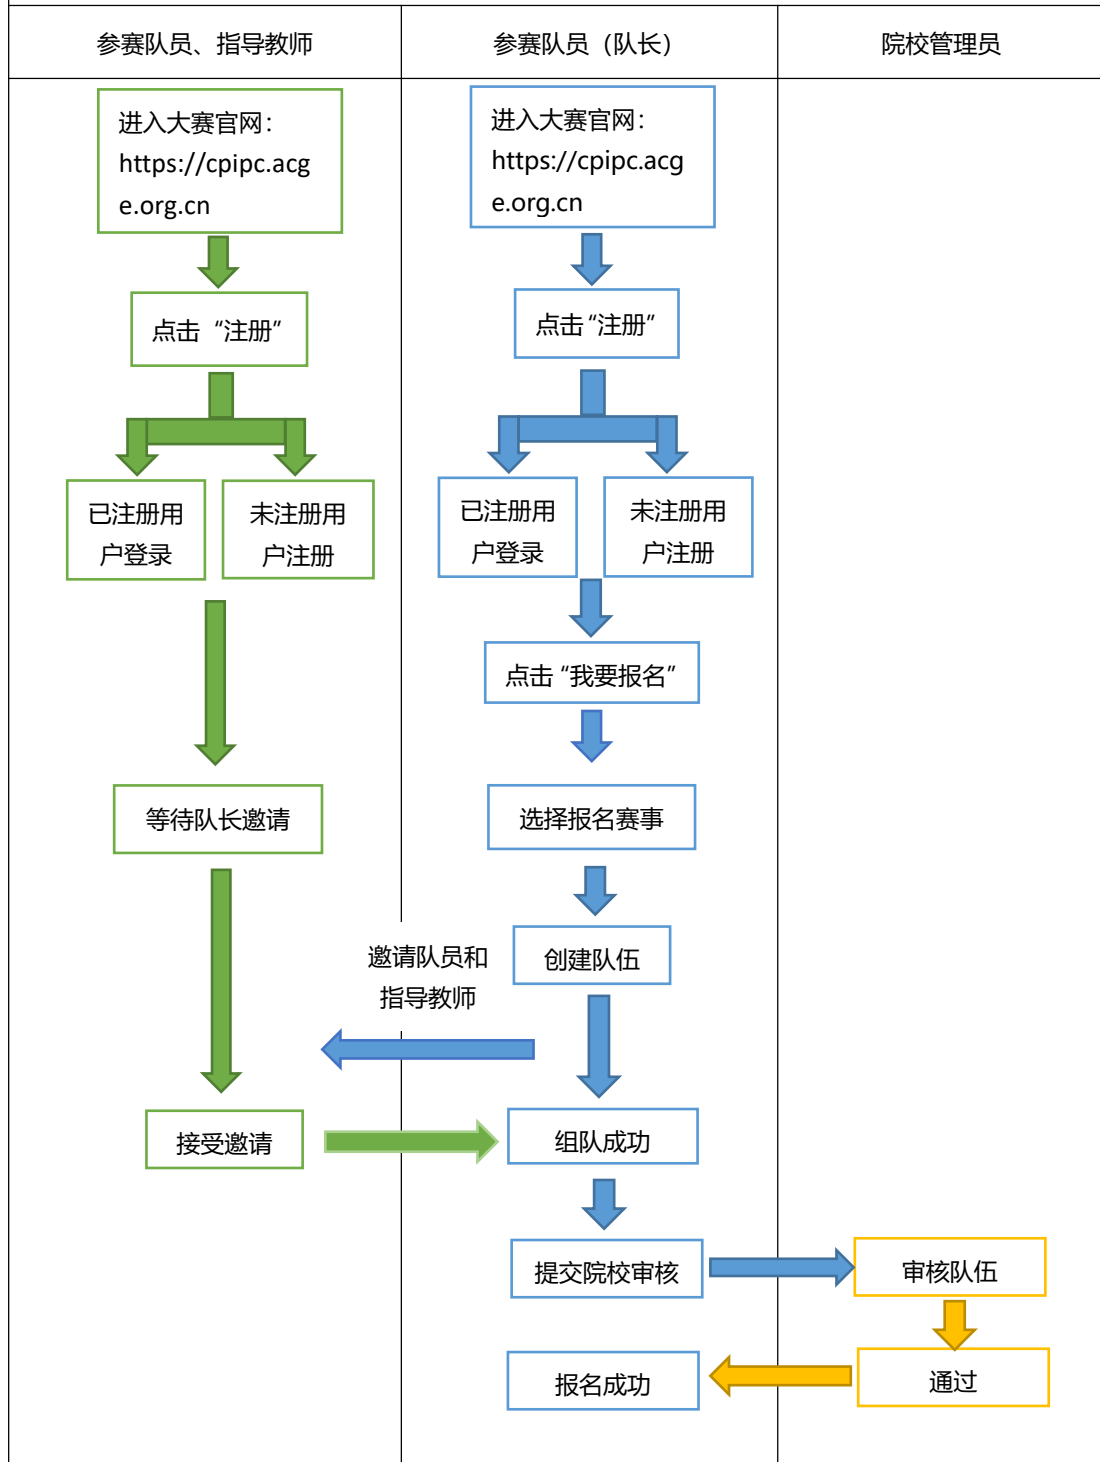 参赛队员、指导教师
参赛队员（队长）
院校管理员
进入大赛官网：
https://cpipc.acg
e.org.cn
进入大赛官网：
https://cpipc.acg
e.org.cn
点击“注册”
点击“注册”
已注册用
户登录
未注册用
户注册
已注册用
户登录
未注册用
户注册
点击“我要报名”
等待队长邀请
选择报名赛事
邀请队员和
指导教师
创建队伍
接受邀请
组队成功
提交院校审核
审核队伍
报名成功
通过